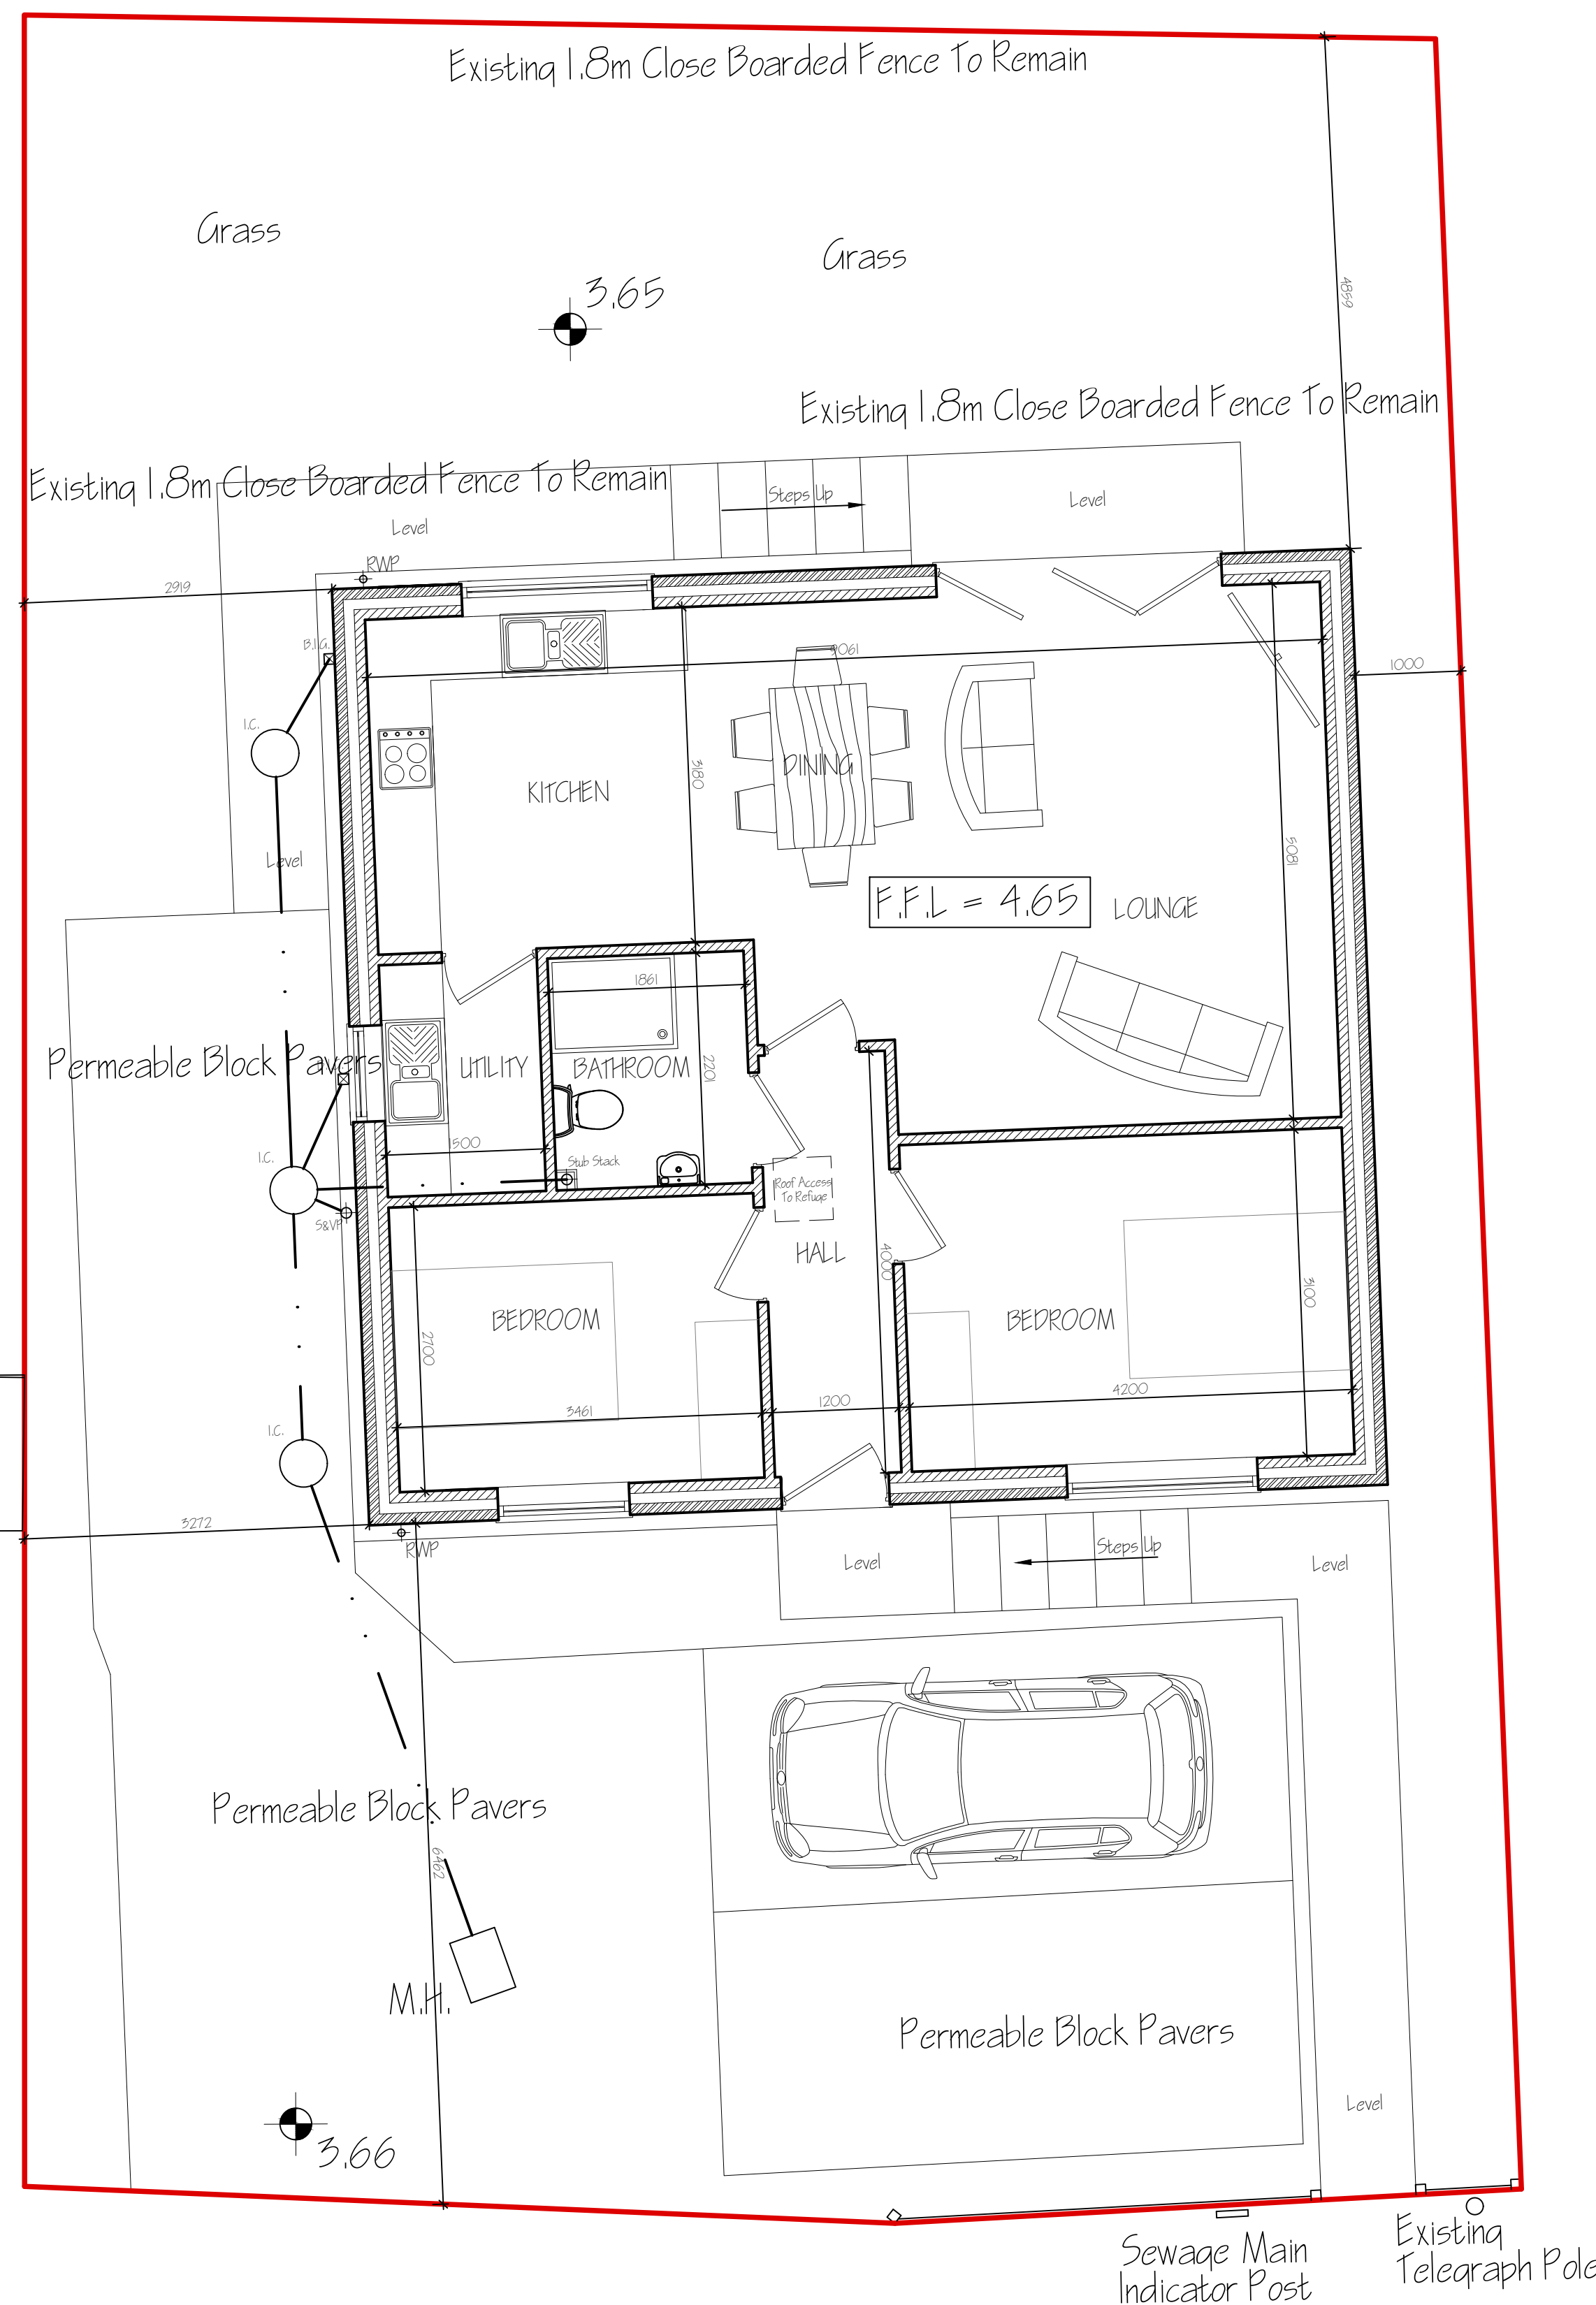 Existing 1.8m Close Boarded Fence To Remain
Grass
Grass
3.65
4859
Existing 1.8m Close Boarded Fence To Remain
Existing 1.8m Close Boarded Fence To Remain
Steps Up
Level
Level
RWP
2919
B.I.G.
9061
1000
I.C.
DINING
3180
KITCHEN
5081
Level
F.F.L = 4.65
LOUNGE
1861
Permeable Block Pavers
UTILITY
BATHROOM
2201
1500
I.C.
Stub Stack
Roof Access
To Refuge
S&VP
HALL
4000
3100
BEDROOM
BEDROOM
2700
4200
3461
1200
I.C.
3272
RWP
Steps Up
Level
Level
Permeable Block Pavers
6462
M.H.
Permeable Block Pavers
Level
3.66
Sewage Main
Indicator Post
Existing
Telegraph Pole